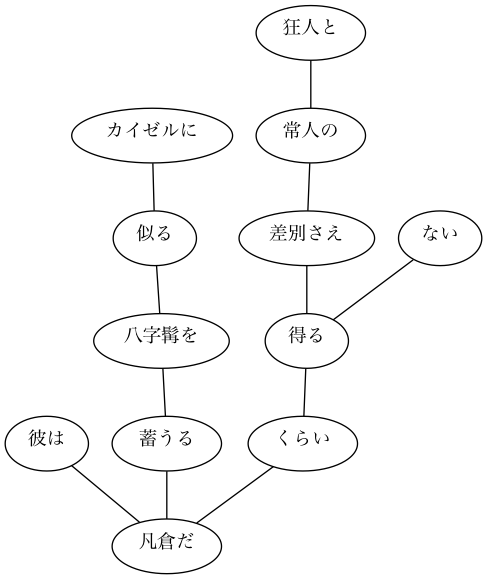 狂人と
カイゼルに
常人の
似る
差別さえ
ない
八字髯を
得る
彼は
蓄うる
くらい
凡倉だ